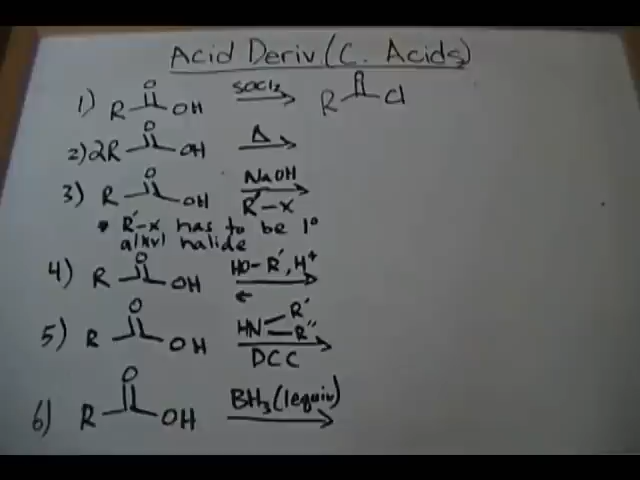 Acid Deriv. (C. Acids)
1) R O OH SOCl2 R O Cl
2) 2R O OH Δ
3) R O OH NaOH R'-X
• R'-X has to be 1°
alkyl halide
4) R O OH HO-R', H+
5) R O OH HN R' R'' DCC
6) R O OH BH3 (1equiv)